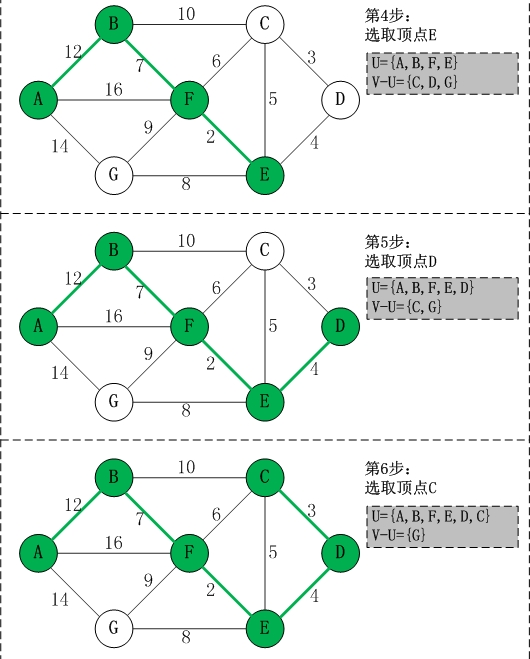 B 10 C
12 7 6 3
A 16 F 5 D
14 9 2 4
G 8 E
第4步：
选取顶点E
U={A,B,F,E}
V-U={C,D,G}
B 10 C
12 7 6 3
A 16 F 5 D
14 9 2 4
G 8 E
第5步：
选取顶点D
U={A,B,F,E,D}
V-U={C,G}
B 10 C
12 7 6 3
A 16 F 5 D
14 9 2 4
G 8 E
第6步：
选取顶点C
U={A,B,F,E,D,C}
V-U={G}